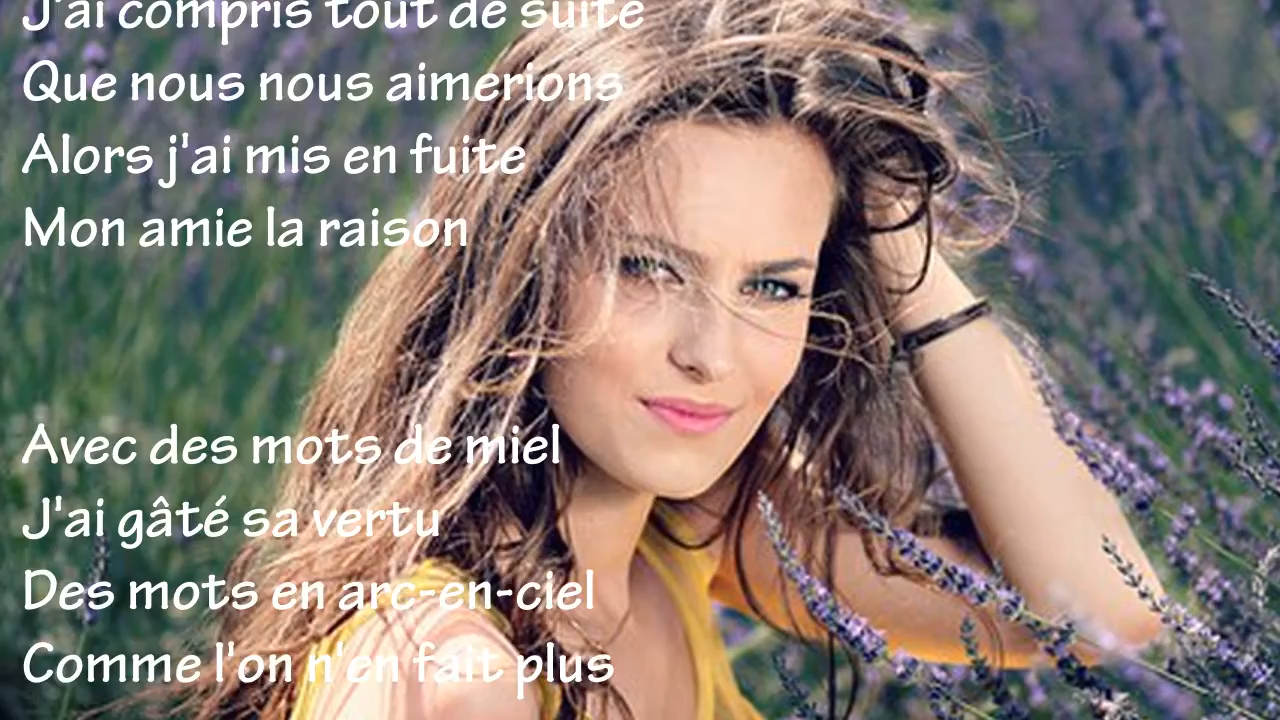 J'ai compris tout de suite
Que nous nous aimerions
Alors j'ai mis en fuite
Mon amie la raison
Avec des mots de miel
J'ai gâté sa vertu
Des mots en arc-en-ciel
Comme l'on n'en fait plus